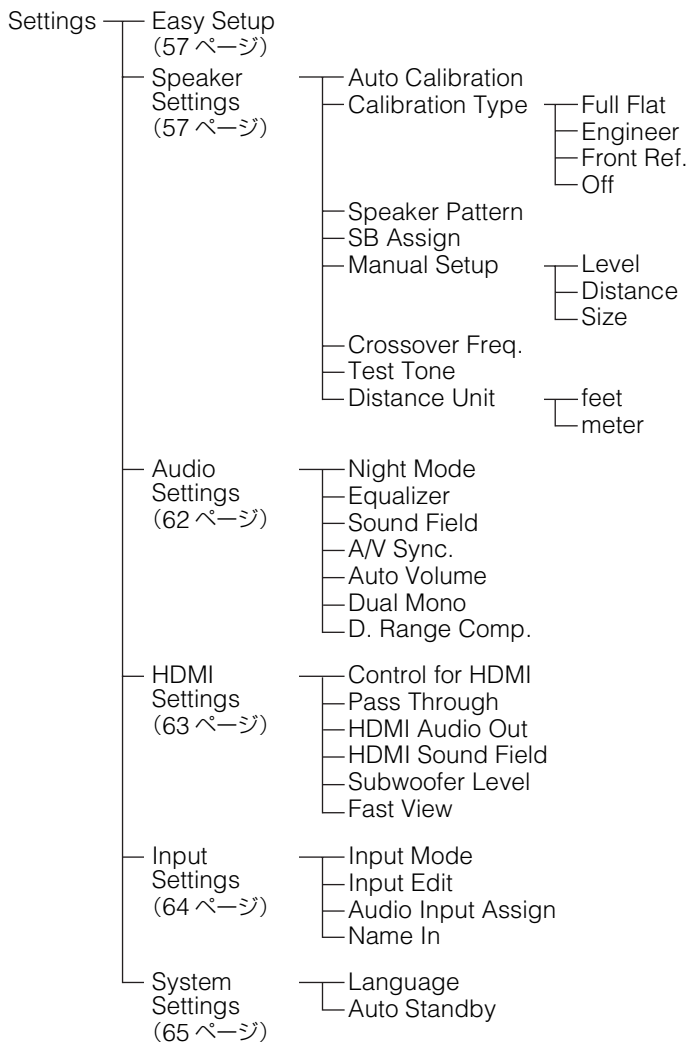 Settings
Easy Setup
（57 ページ）
Speaker
Settings
（57 ページ）
Auto Calibration
Calibration Type
Full Flat
Engineer
Front Ref.
Off
Speaker Pattern
SB Assign
Manual Setup
Level
Distance
Size
Crossover Freq.
Test Tone
Distance Unit
feet
meter
Audio
Settings
（62 ページ）
Night Mode
Equalizer
Sound Field
A/V Sync.
Auto Volume
Dual Mono
D. Range Comp.
HDMI
Settings
（63 ページ）
Control for HDMI
Pass Through
HDMI Audio Out
HDMI Sound Field
Subwoofer Level
Fast View
Input
Settings
（64 ページ）
Input Mode
Input Edit
Audio Input Assign
Name In
System
Settings
（65 ページ）
Language
Auto Standby